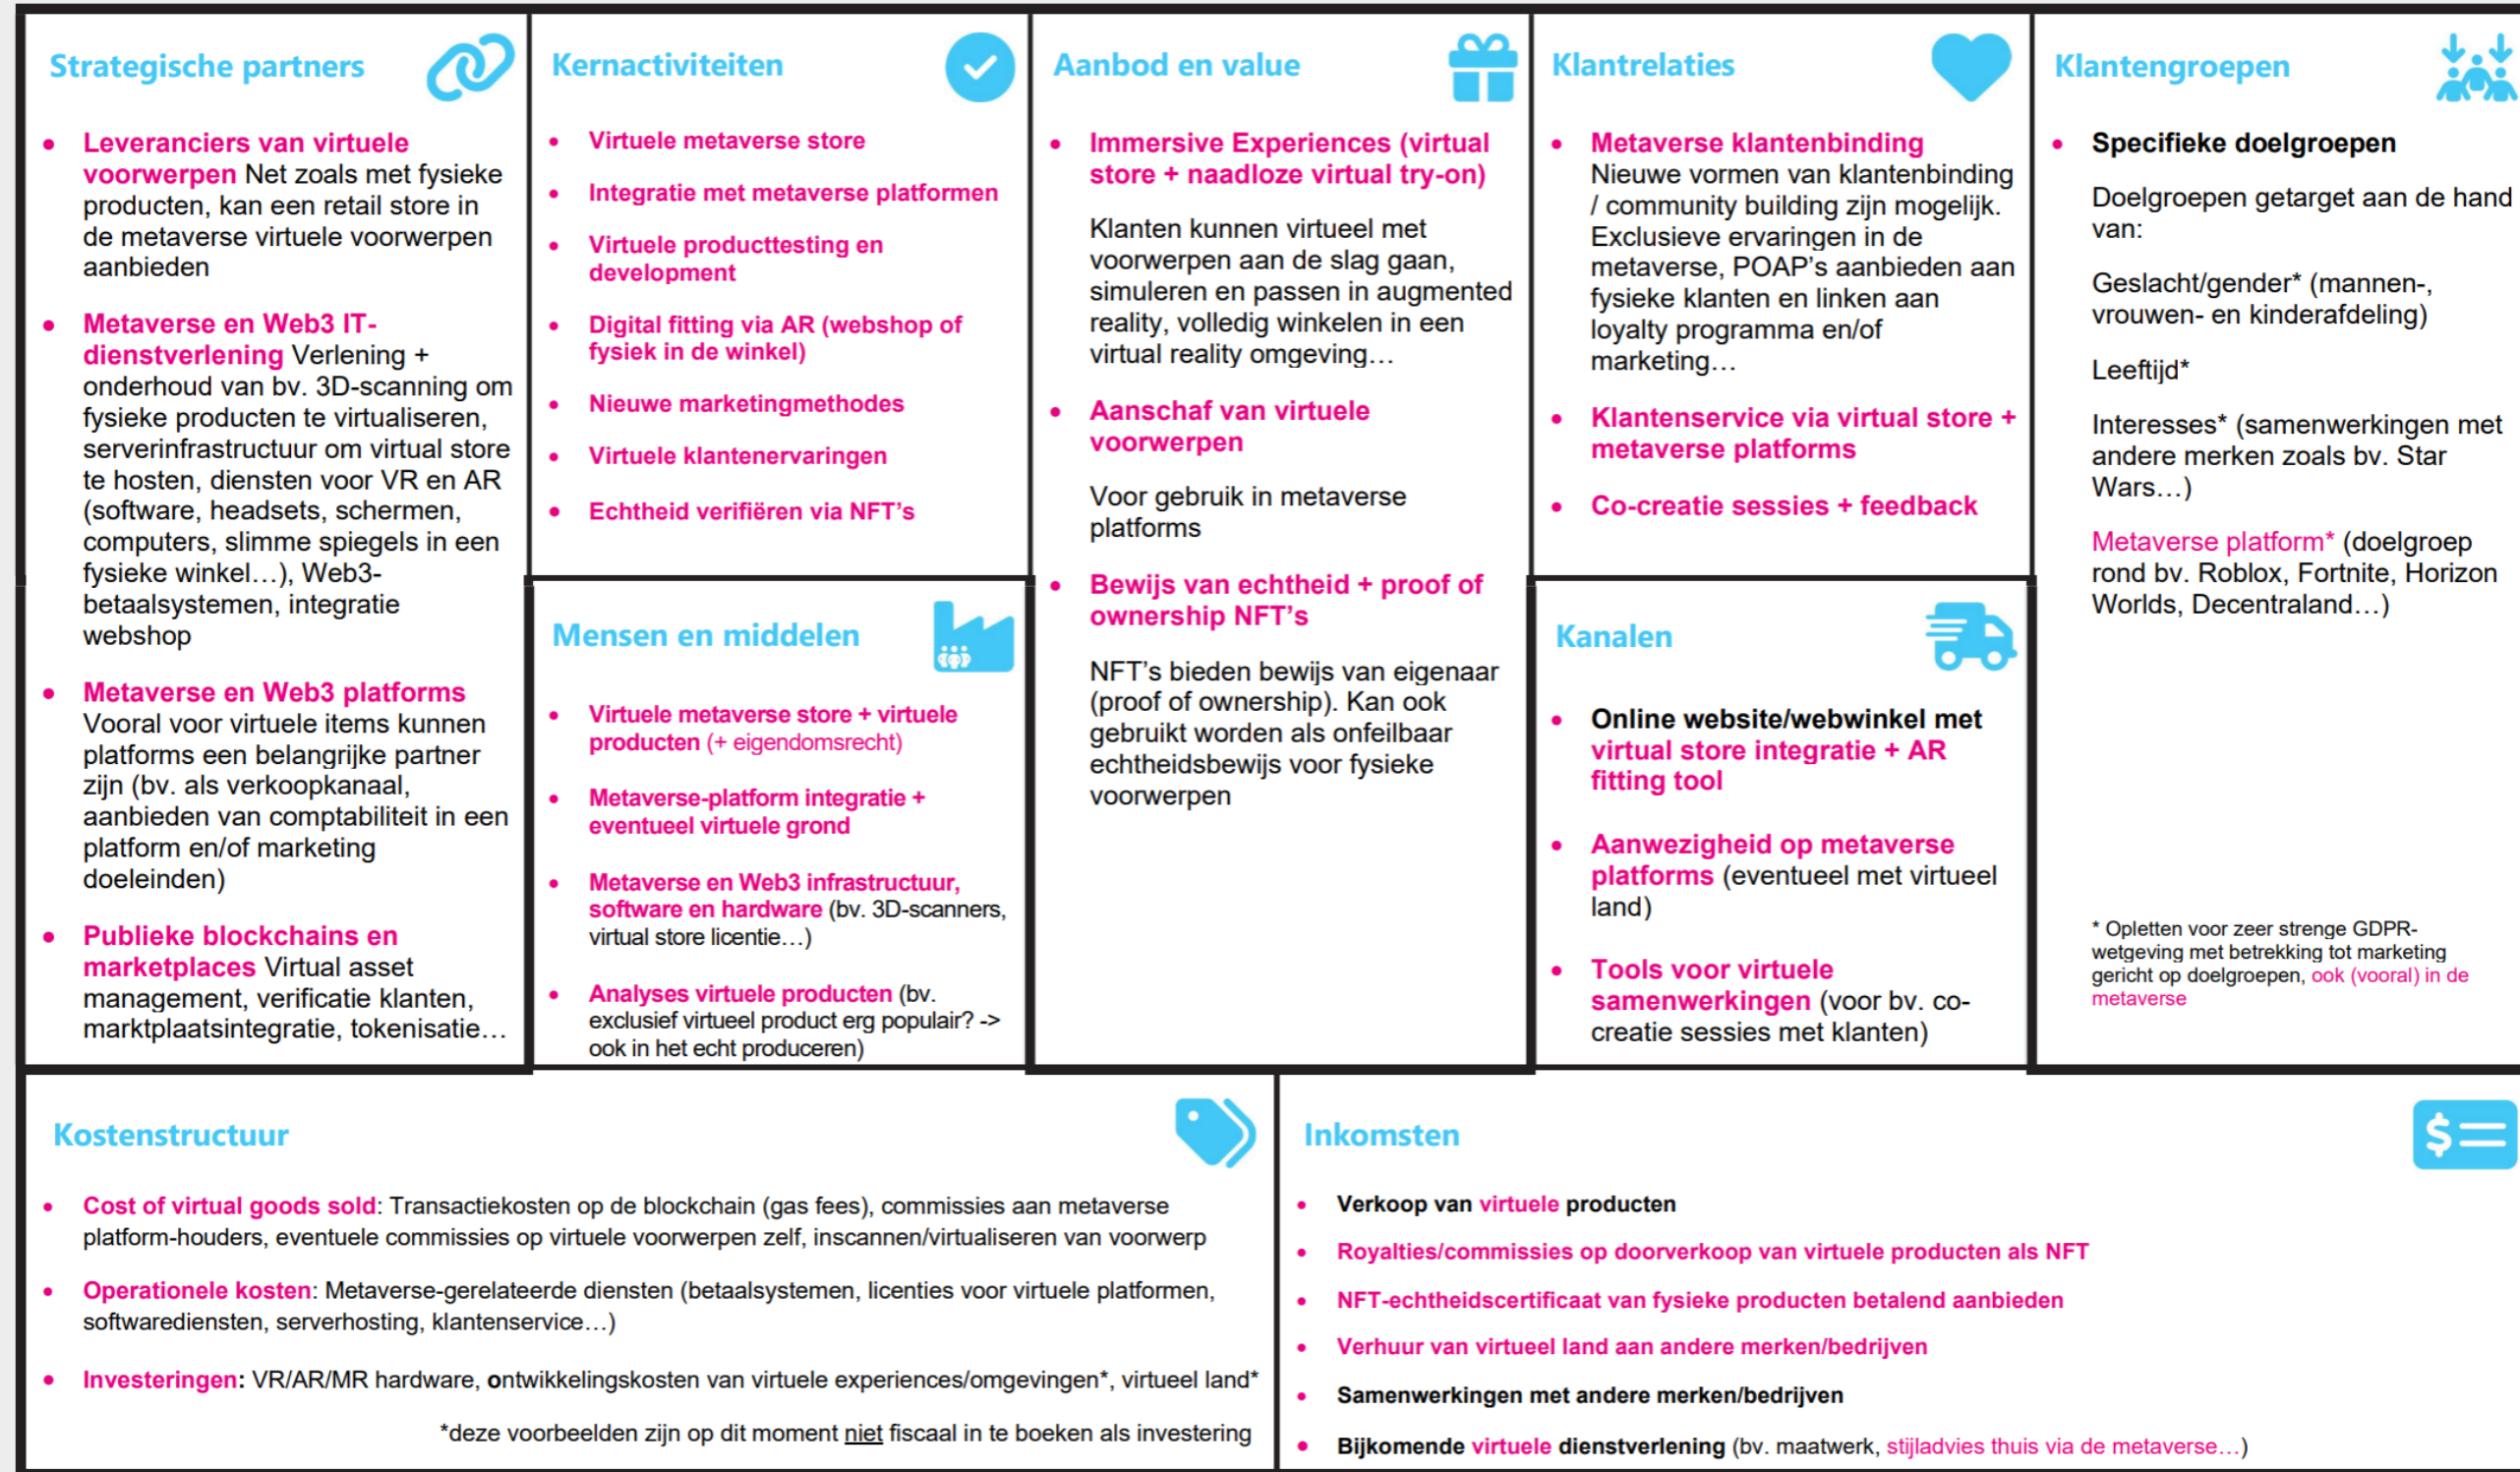 Strategische partners
• Leveranciers van virtuele
voorwerpen Net zoals met fysieke
producten, kan een retail store in
de metaverse virtuele voorwerpen
aanbieden
• Metaverse en Web3 IT-
dienstverlening Verlening +
onderhoud van bv. 3D-scanning om
fysieke producten te virtualiseren,
serverinfrastructuur om virtual store
te hosten, diensten voor VR en AR
(software, headsets, schermen,
computers, slimme spiegels in een
fysieke winkel…), Web3-
betaalsystemen, integratie
webshop
• Metaverse en Web3 platforms
Vooral voor virtuele items kunnen
platforms een belangrijke partner
zijn (bv. als verkoopkanaal,
aanbieden van comptabiliteit in een
platform en/of marketing
doeleinden)
• Publieke blockchains en
marketplaces Virtual asset
management, verificatie klanten,
marktplaatsintegratie, tokenisatie…
Kernactiviteiten
• Virtuele metaverse store
• Integratie met metaverse platformen
• Virtuele producttesting en
development
• Digital fitting via AR (webshop of
fysiek in de winkel)
• Nieuwe marketingmethodes
• Virtuele klantenervaringen
• Echtheid verifiëren via NFT’s
Mensen en middelen
• Virtuele metaverse store + virtuele
producten (+ eigendomsrecht)
• Metaverse-platform integratie +
eventueel virtuele grond
• Metaverse en Web3 infrastructuur,
software en hardware (bv. 3D-scanners,
virtual store licentie…)
• Analyses virtuele producten (bv.
exclusief virtueel product erg populair? ->
ook in het echt produceren)
Aanbod en value
• Immersive Experiences (virtual
store + naadloze virtual try-on)
Klanten kunnen virtueel met
voorwerpen aan de slag gaan,
simuleren en passen in augmented
reality, volledig winkelen in een
virtual reality omgeving…
• Aanschaf van virtuele
voorwerpen
Voor gebruik in metaverse
platforms
• Bewijs van echtheid + proof of
ownership NFT’s
NFT’s bieden bewijs van eigenaar
(proof of ownership). Kan ook
gebruikt worden als onfeilbaar
echtheidsbewijs voor fysieke
voorwerpen
Klantrelaties
• Metaverse klantenbinding
Nieuwe vormen van klantenbinding
/ community building zijn mogelijk.
Exclusieve ervaringen in de
metaverse, POAP’s aanbieden aan
fysieke klanten en linken aan
loyalty programma en/of
marketing…
• Klantenservice via virtual store +
metaverse platforms
• Co-creatie sessies + feedback
Kanalen
• Online website/webwinkel met
virtual store integratie + AR
fitting tool
• Aanwezigheid op metaverse
platforms (eventueel met virtueel
land)
• Tools voor virtuele
samenwerkingen (voor bv. co-
creatie sessies met klanten)
Klantengroepen
• Specifieke doelgroepen
Doelgroepen getarget aan de hand
van:
Geslacht/gender* (mannen-,
vrouwen- en kinderafdeling)
Leeftijd*
Interesses* (samenwerkingen met
andere merken zoals bv. Star
Wars…)
Metaverse platform* (doelgroep
rond bv. Roblox, Fortnite, Horizon
Worlds, Decentraland…)
* Opletten voor zeer strenge GDPR-
wetgeving met betrekking tot marketing
gericht op doelgroepen, ook (vooral) in de
metaverse
Kostenstructuur
• Cost of virtual goods sold: Transactiekosten op de blockchain (gas fees), commissies aan metaverse
platform-houders, eventuele commissies op virtuele voorwerpen zelf, inscannen/virtualiseren van voorwerp
• Operationele kosten: Metaverse-gerelateerde diensten (betaalsystemen, licenties voor virtuele platformen,
softwarediensten, serverhosting, klantenservice…)
• Investeringen: VR/AR/MR hardware, ontwikkelingskosten van virtuele experiences/omgevingen*, virtueel land*
*deze voorbeelden zijn op dit moment niet fiscaal in te boeken als investering
Inkomsten
$
• Verkoop van virtuele producten
• Royalties/commissies op doorverkoop van virtuele producten als NFT
• NFT-echtheidscertificaat van fysieke producten betalend aanbieden
• Verhuur van virtueel land aan andere merken/bedrijven
• Samenwerkingen met andere merken/bedrijven
• Bijkomende virtuele dienstverlening (bv. maatwerk, stijladvies thuis via de metaverse…)